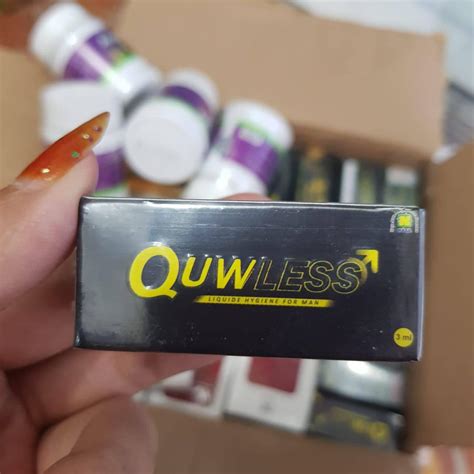 QUWLESS
LIQUIDE HYGIENE FOR MAN
3 ml